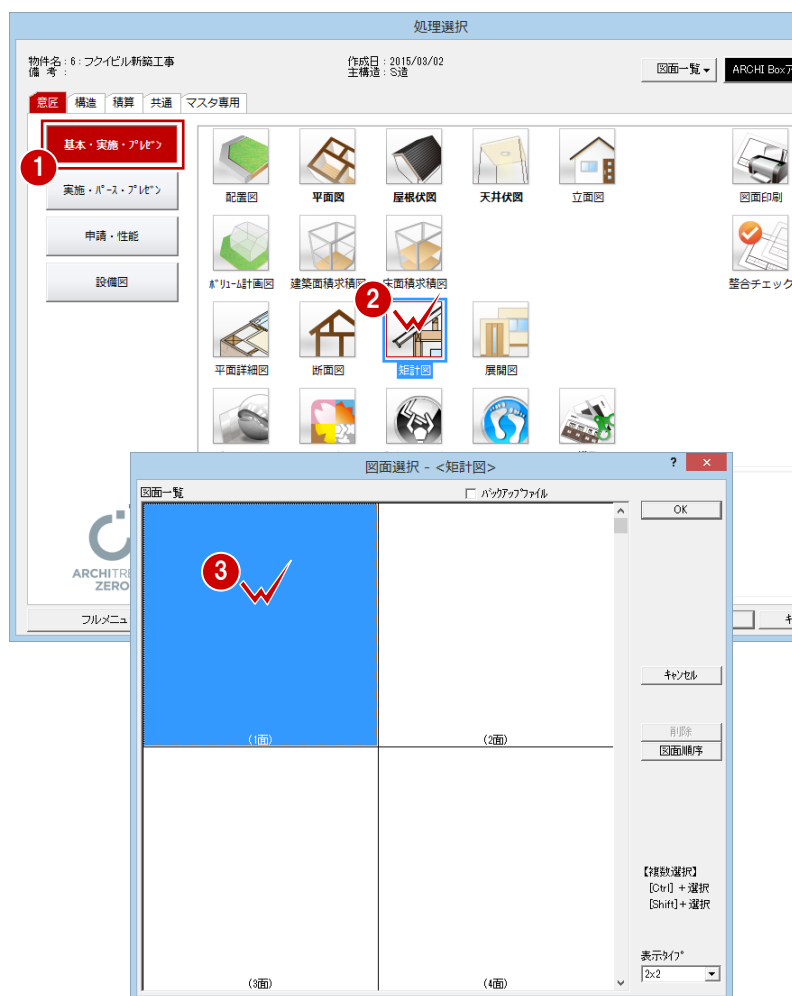 処理選択
物件名：6：フクイビル新築工事
作成日：2015/03/02
備 考：
主構造：S造
図面一覧
ARCHI Boxア
意匠 構造 積算 共通 マスタ専用
1
基本・実施・プレゼン
実施・パース・プレゼン
申請・性能
設備図
配置図 平面図 屋根伏図 天井伏図 立面図 図面印刷
ボリューム計画図 建築面積求積図 床面積求積図 整合チェック
2
平面詳細図 断面図 矩計図 展開図
ARCHITRE
ZERO
フルメニュ
キ
図面選択 - <矩計図>
? ×
図面一覧
バックアップファイル
OK
3
キャンセル
(1面) (2面)
削除
図面順序
【複数選択】
[Ctrl] + 選択
[Shift] + 選択
表示タイプ
2x2
(3面) (4面)